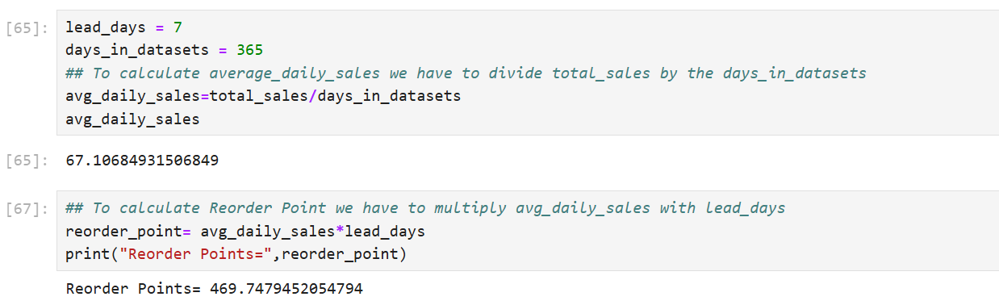 [65]: lead_days = 7
days_in_datasets = 365
## To calculate average_daily_sales we have to divide total_sales by the days_in_datasets
avg_daily_sales=total_sales/days_in_datasets
avg_daily_sales
[65]: 67.10684931506849
[67]: ## To calculate Reorder Point we have to multiply avg_daily_sales with lead_days
reorder_point= avg_daily_sales*lead_days
print("Reorder Points=",reorder_point)
Reorder Points= 469.7479452054794